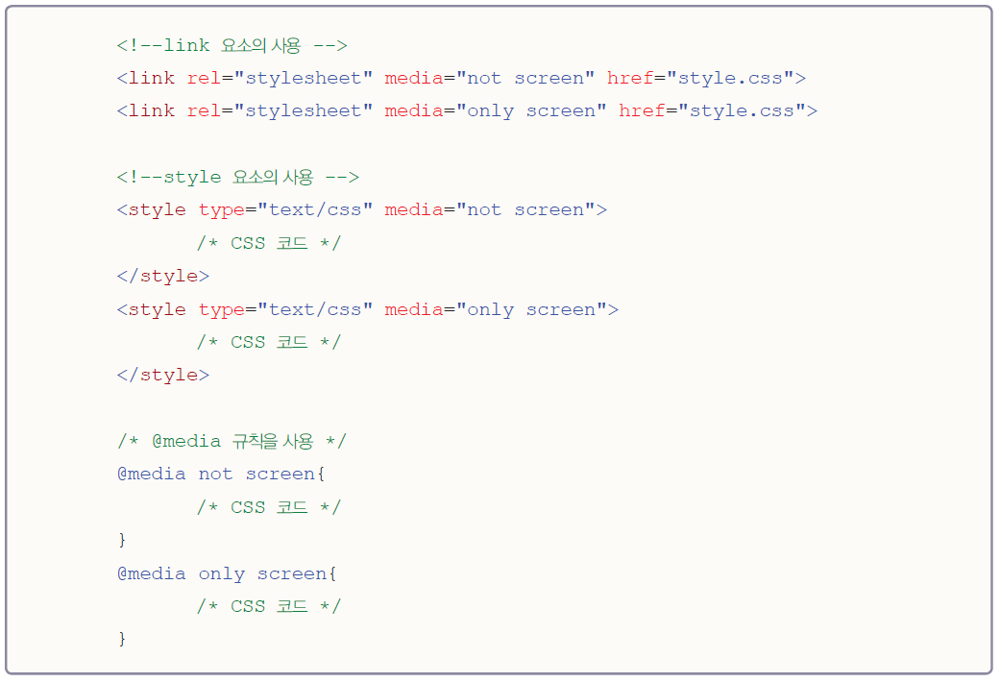 <!--link 요소의 사용 -->
<link rel="stylesheet" media="not screen" href="style.css">
<link rel="stylesheet" media="only screen" href="style.css">
<!--style 요소의 사용 -->
<style type="text/css" media="not screen">
/* CSS 코드 */
</style>
<style type="text/css" media="only screen">
/* CSS 코드 */
</style>
/* @media 규칙을 사용 */
@media not screen{
/* CSS 코드 */
}
@media only screen{
/* CSS 코드 */
}